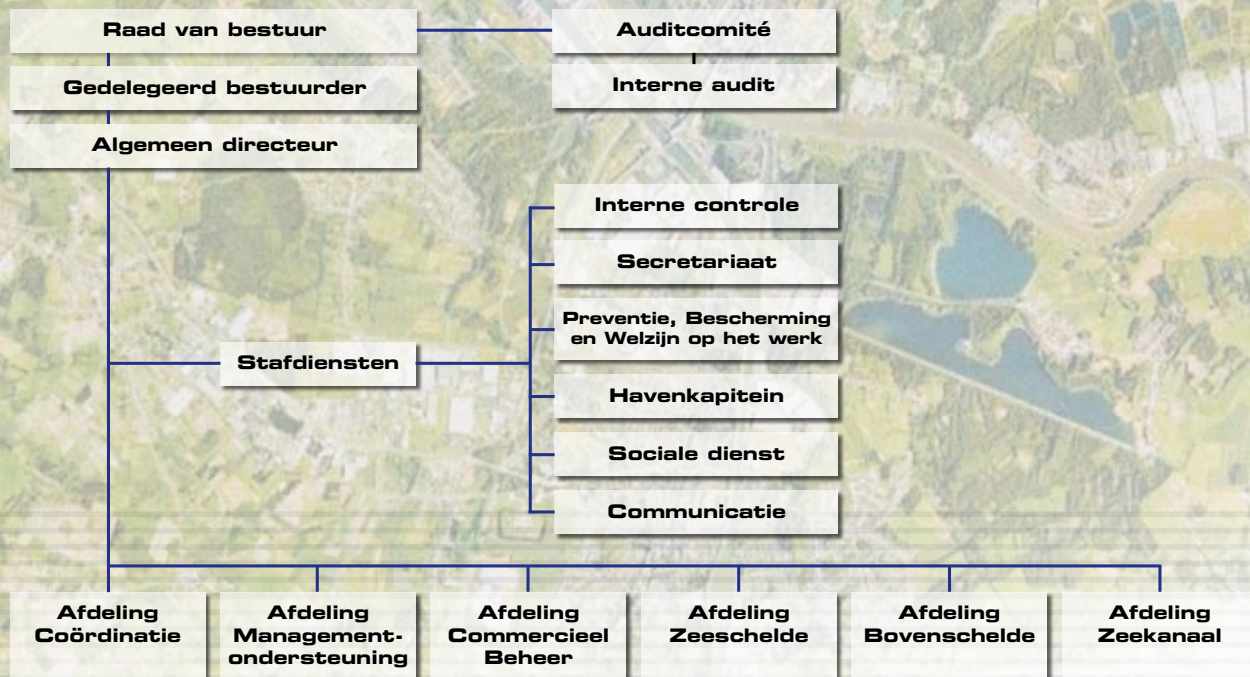 Raad van bestuur
Auditcomité
Gedelegeerd bestuurder
Interne audit
Algemeen directeur
Interne controle
Secretariaat
Preventie, Bescherming
en Welzijn op het werk
Stafdiensten
Havenkapitein
Sociale dienst
Communicatie
Afdeling
Coördinatie
Afdeling
Management-
ondersteuning
Afdeling
Commercieel
Beheer
Afdeling
Zeeschelde
Afdeling
Bovenschelde
Afdeling
Zeekanaal